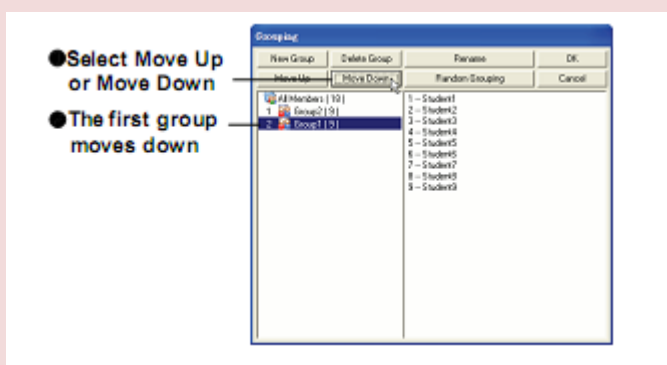 ●Select Move Up
or Move Down
●The first group
moves down
Grouping
New Group Delete Group Rename OK
Move Up Move Down Random Grouping Cancel
All Members [ 19 ]
1 Group2 [ 9 ]
2 Group1 [ 9 ]
1 -- Student1
2 -- Student2
3 -- Student3
4 -- Student4
5 -- Student5
6 -- Student6
7 -- Student7
8 -- Student8
9 -- Student9